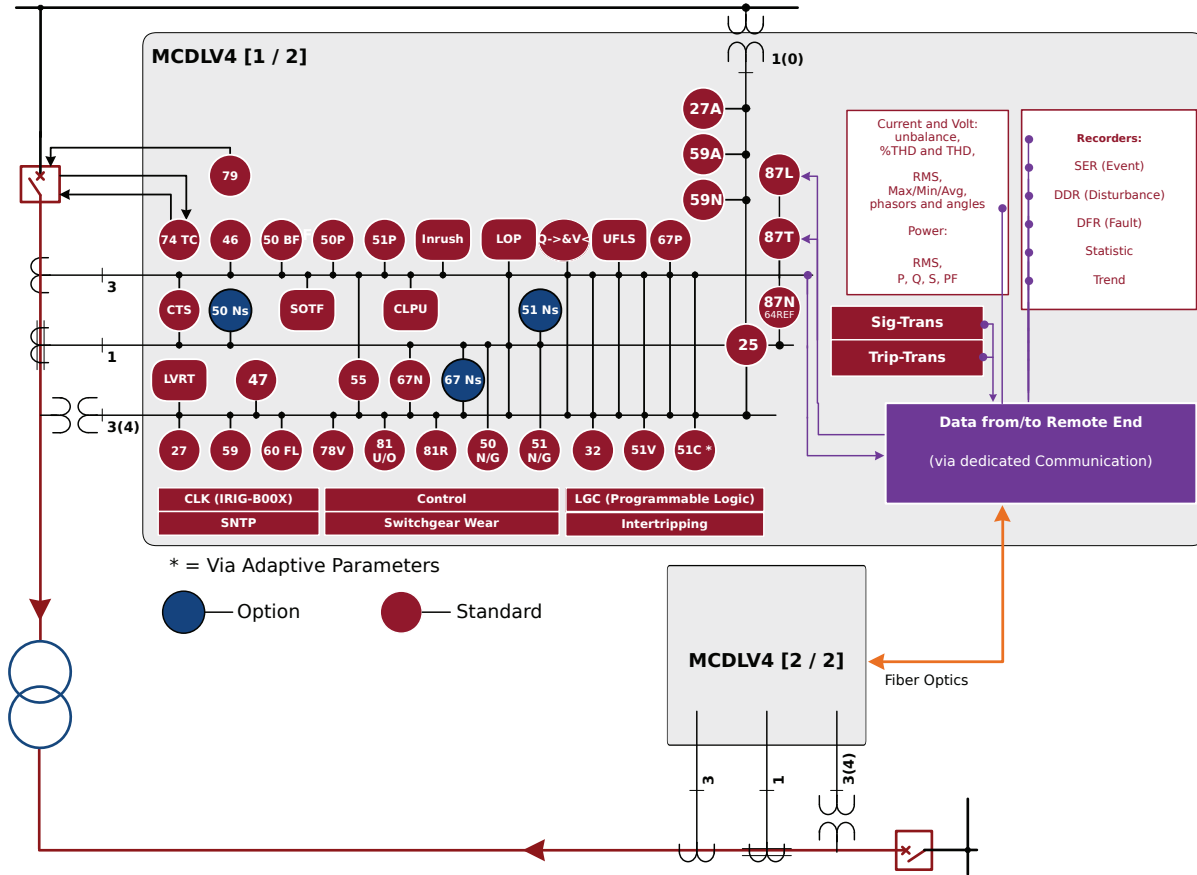 MCDLV4 [1 / 2]
1(0)
27A
59A
59N
87L
87T
87N
64REF
25
79
74 TC
46
50 BF
50P
51P
Inrush
LOP
Q->&V<
UFLS
67P
3
CTS
50 Ns
SOTF
CLPU
51 Ns
1
LVRT
47
55
67N
67 Ns
3(4)
27
59
60 FL
78V
81
U/O
81R
50
N/G
51
N/G
32
51V
51C *
CLK (IRIG-B00X)
Control
LGC (Programmable Logic)
SNTP
Switchgear Wear
Intertripping
Current and Volt:
unbalance,
%THD and THD,
RMS,
Max/Min/Avg,
phasors and angles
Power:
RMS,
P, Q, S, PF
Recorders:
SER (Event)
DDR (Disturbance)
DFR (Fault)
Statistic
Trend
Sig-Trans
Trip-Trans
Data from/to Remote End
(via dedicated Communication)
* = Via Adaptive Parameters
Option
Standard
MCDLV4 [2 / 2]
Fiber Optics
3
1
3(4)